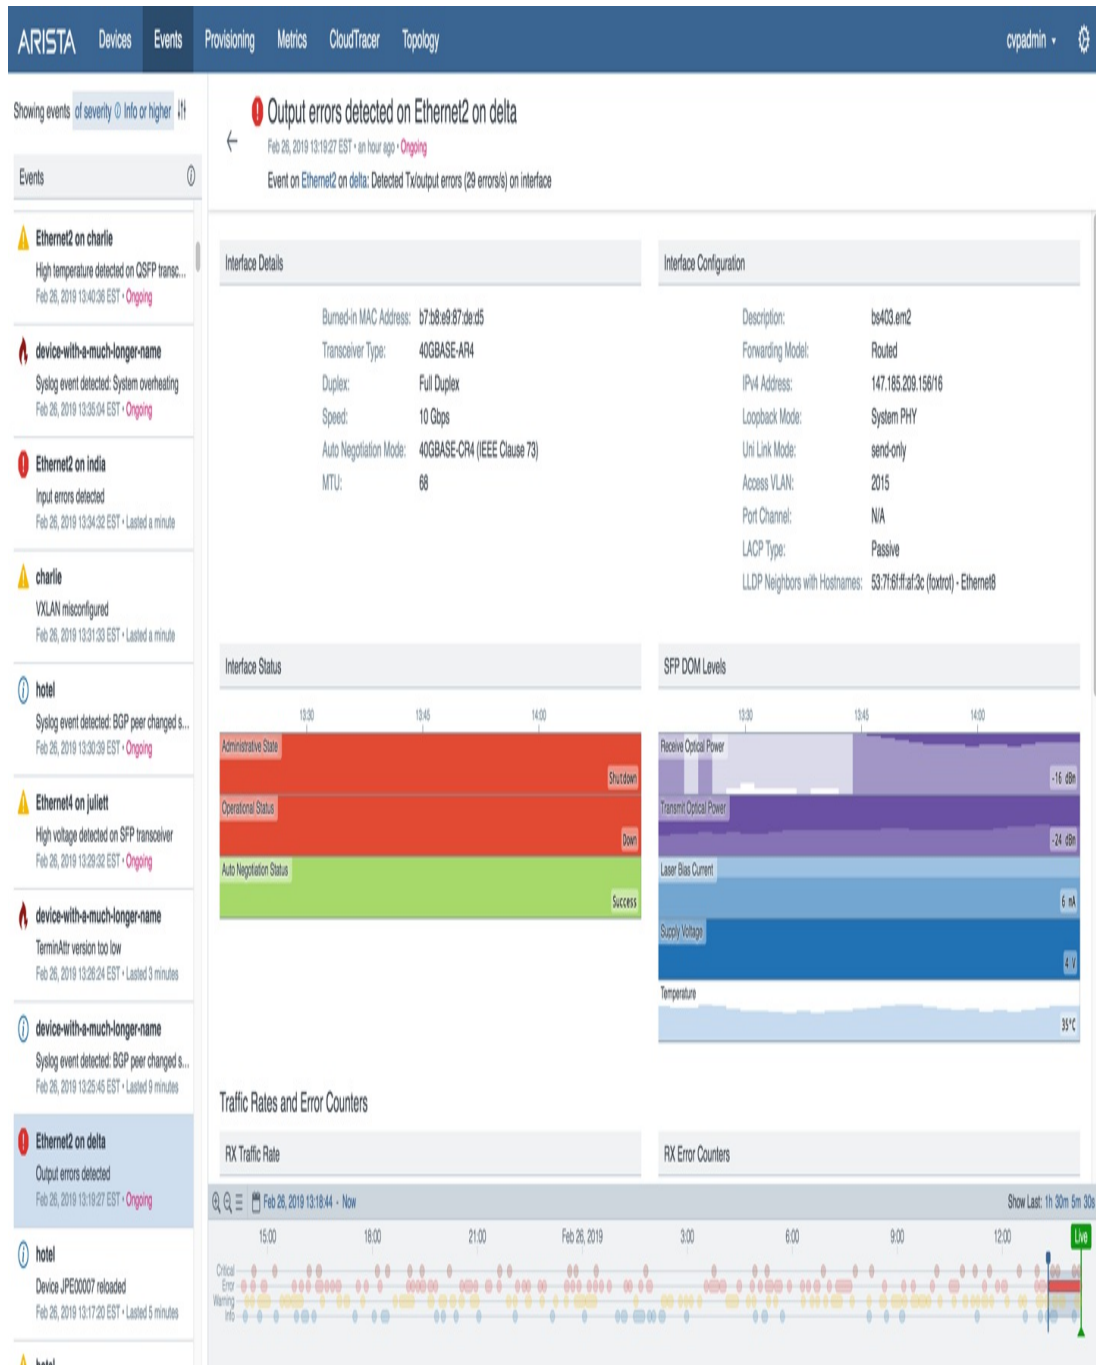 ARISTA Devices Events Provisioning Metrics CloudTracer Topology cvpadmin
Showing events of severity Info or higher
Events
Ethernet2 on charlie
High temperature detected on QSFP transc...
Feb 26, 2019 13:40:36 EST • Ongoing
device-with-a-much-longer-name
Syslog event detected: System overheating
Feb 26, 2019 13:35:04 EST • Ongoing
Ethernet2 on india
Input errors detected
Feb 26, 2019 13:34:32 EST • Lasted a minute
charlie
VXLAN misconfigured
Feb 26, 2019 13:31:33 EST • Lasted a minute
hotel
Syslog event detected: BGP peer changed s...
Feb 26, 2019 13:30:39 EST • Ongoing
Ethernet4 on juliett
High voltage detected on SFP transceiver
Feb 26, 2019 13:29:32 EST • Ongoing
device-with-a-much-longer-name
TerminAttr version too low
Feb 26, 2019 13:26:24 EST • Lasted 3 minutes
device-with-a-much-longer-name
Syslog event detected: BGP peer changed s...
Feb 26, 2019 13:25:45 EST • Lasted 9 minutes
Ethernet2 on delta
Output errors detected
Feb 26, 2019 13:19:27 EST • Ongoing
hotel
Device JPE00007 reloaded
Feb 26, 2019 13:17:20 EST • Lasted 5 minutes
hotel
Output errors detected on Ethernet2 on delta
Feb 26, 2019 13:19:27 EST • an hour ago • Ongoing
Event on Ethernet2 on delta: Detected Tx/output errors (29 errors/s) on interface
Interface Details
Burned-in MAC Address: b7:b8:e9:87:de:d5
Transceiver Type: 40GBASE-AR4
Duplex: Full Duplex
Speed: 10 Gbps
Auto Negotiation Mode: 40GBASE-CR4 (IEEE Clause 73)
MTU: 68
Interface Configuration
Description: bs403.em2
Forwarding Model: Routed
IPv4 Address: 147.185.209.156/16
Loopback Mode: System PHY
Uni Link Mode: send-only
Access VLAN: 2015
Port Channel: N/A
LACP Type: Passive
LLDP Neighbors with Hostnames: 53:7f:6f:ff:af:3c (foxtrot) - Ethernet8
Interface Status
13:30 13:45 14:00
Administrative State
Shutdown
Operational Status
Down
Auto Negotiation Status
Success
SFP DOM Levels
13:30 13:45 14:00
Receive Optical Power
-16 dBm
Transmit Optical Power
-24 dBm
Laser Bias Current
6 mA
Supply Voltage
4 V
Temperature
35°C
Traffic Rates and Error Counters
RX Traffic Rate
RX Error Counters
Feb 26, 2019 13:18:44 - Now
Show Last: 1h 30m 5m 30s
15:00 18:00 21:00 Feb 26, 2019 3:00 6:00 9:00 12:00 Live
Critical
Error
Warning
Info